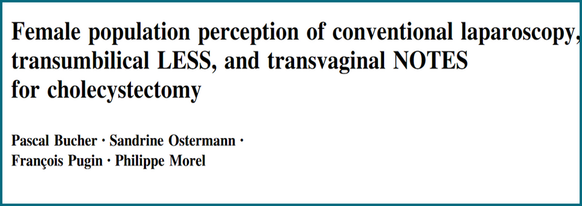 Female population perception of conventional laparoscopy,
transumbilical LESS, and transvaginal NOTES
for cholecystectomy
Pascal Bucher · Sandrine Ostermann ·
François Pugin · Philippe Morel